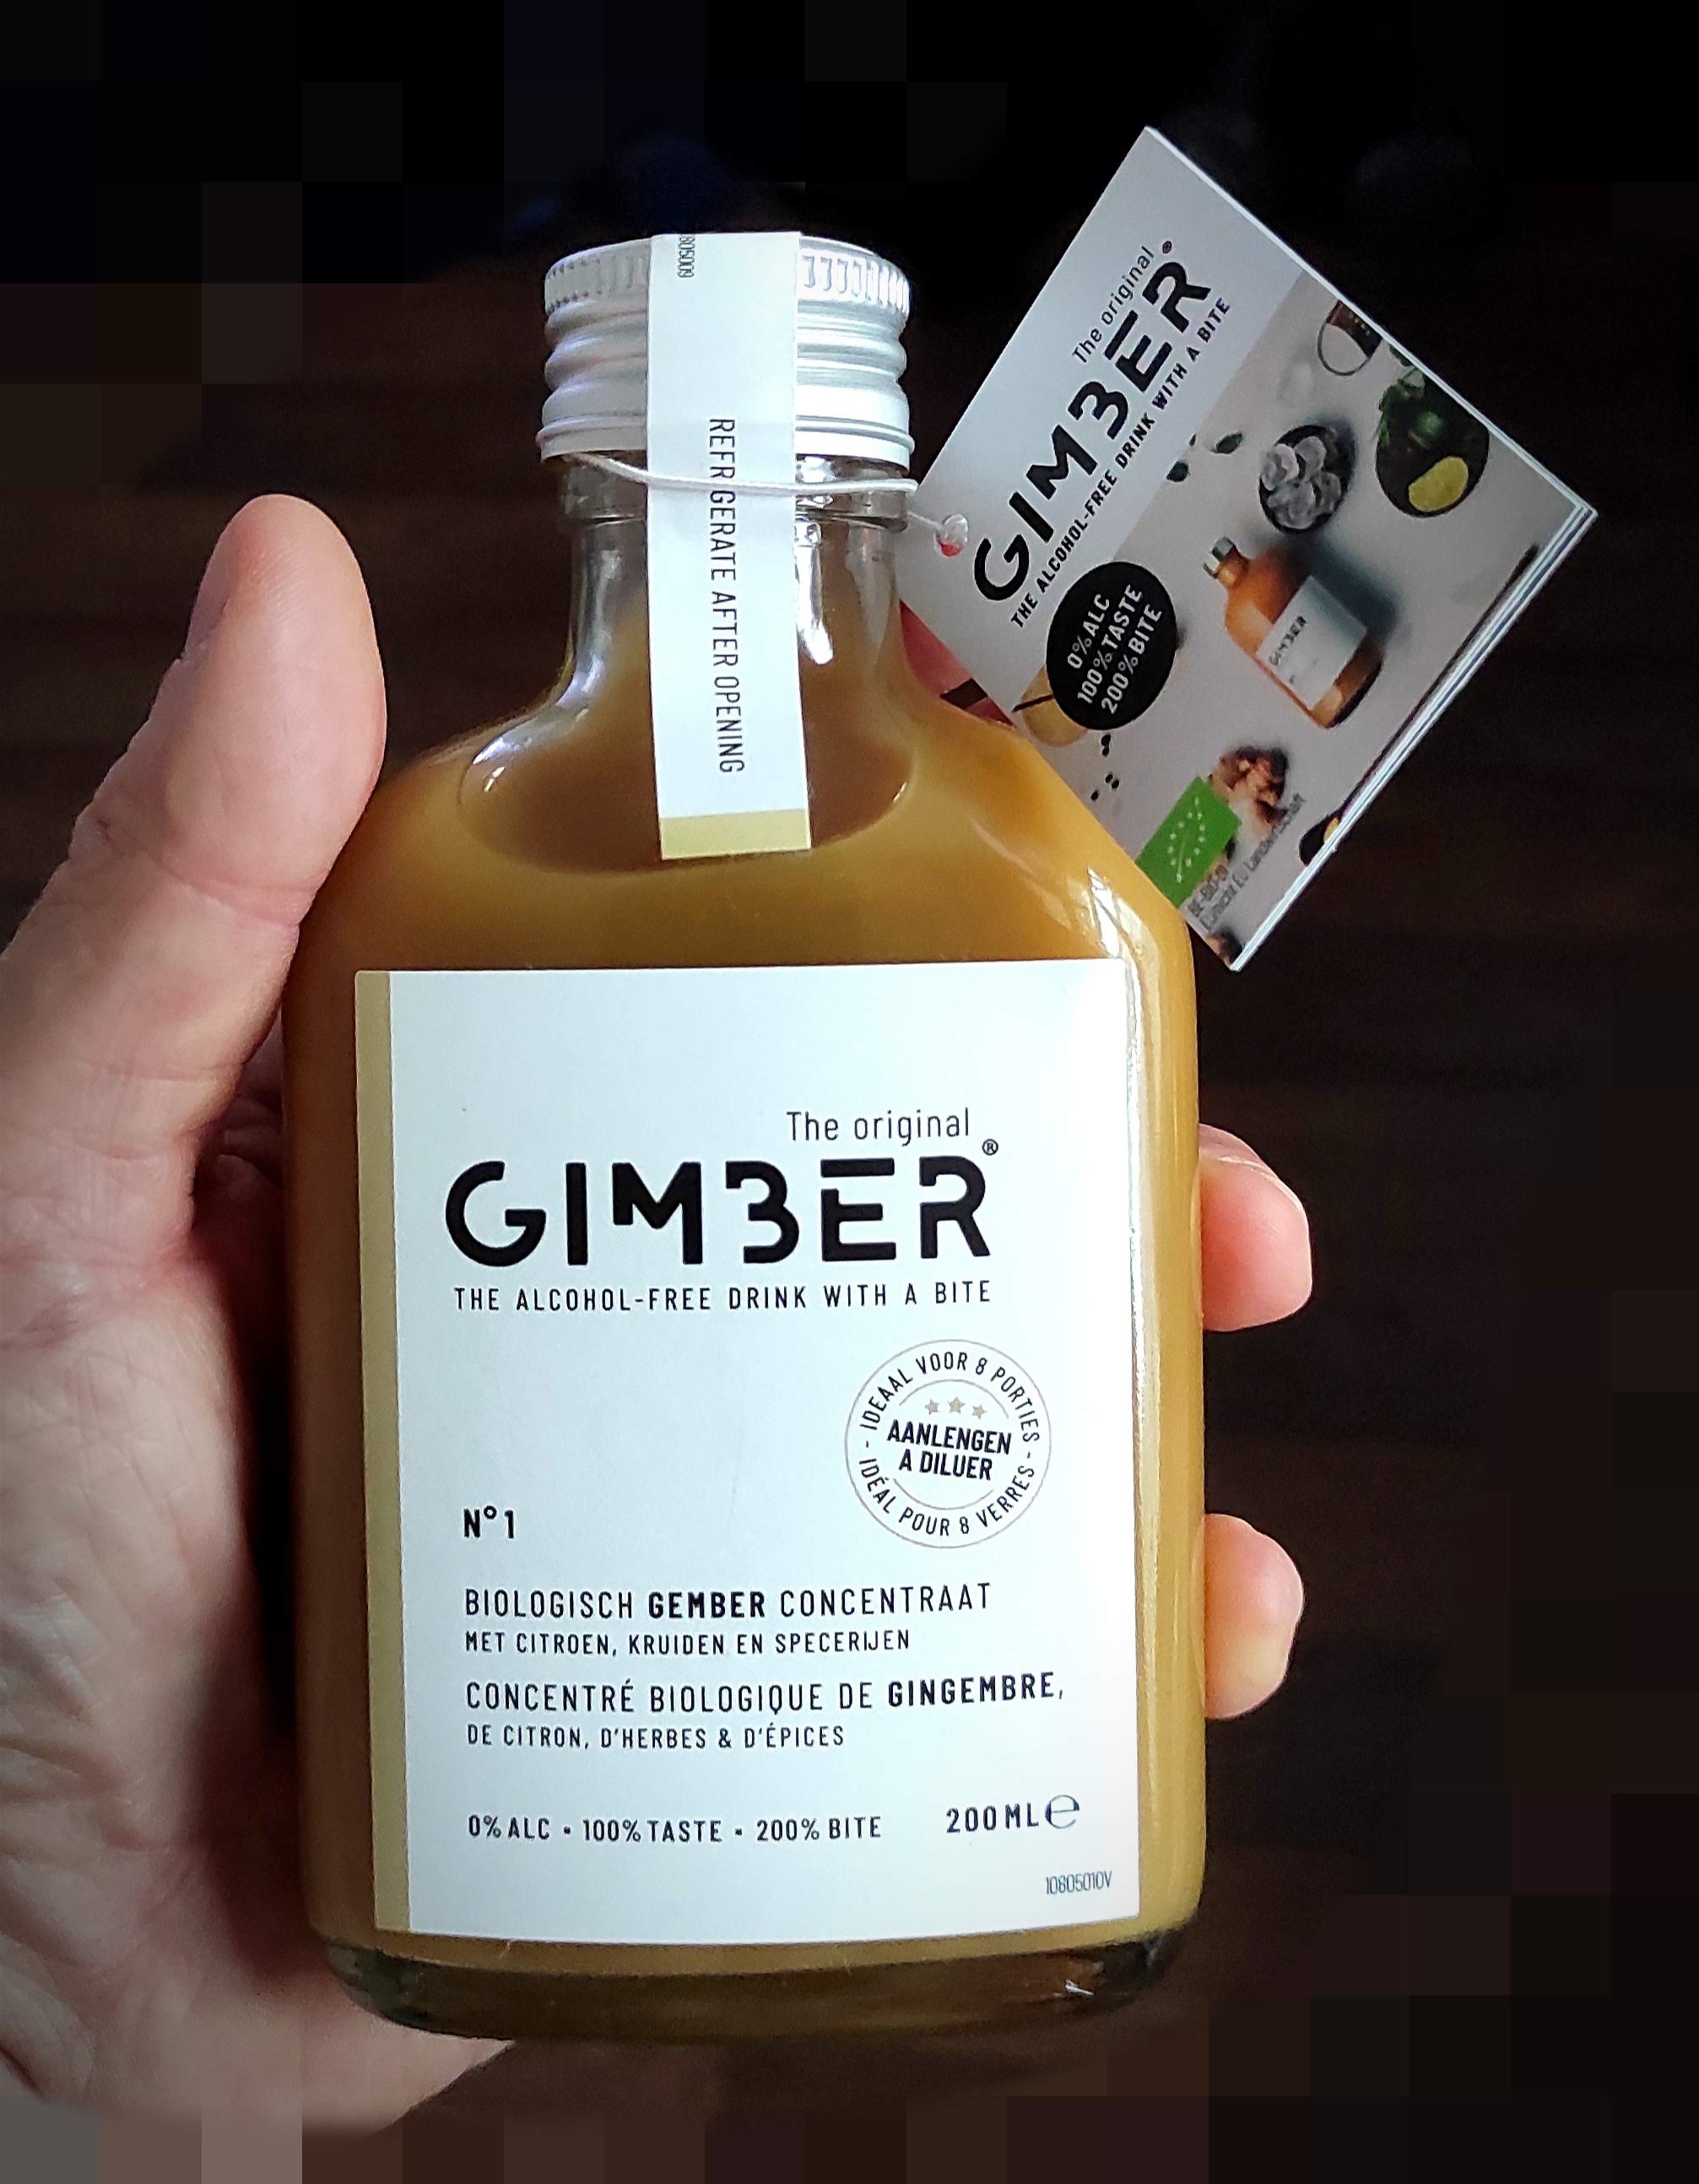 805009
REFRIGERATE AFTER OPENING
The original
GIMBER®
THE ALCOHOL-FREE DRINK WITH A BITE
0% ALC
100% TASTE
200% BITE
GIMBER
The original
GIMBER®
THE ALCOHOL-FREE DRINK WITH A BITE
- IDEAAL VOOR 8 PORTIES -
AANLENGEN
A DILUER
IDÉAL POUR 8 VERRES
N° 1
BIOLOGISCH GEMBER CONCENTRAAT
MET CITROEN, KRUIDEN EN SPECERIJEN
CONCENTRÉ BIOLOGIQUE DE GINGEMBRE,
DE CITRON, D'HERBES & D'ÉPICES
0% ALC • 100% TASTE • 200% BITE
200 ML℮
10805010V